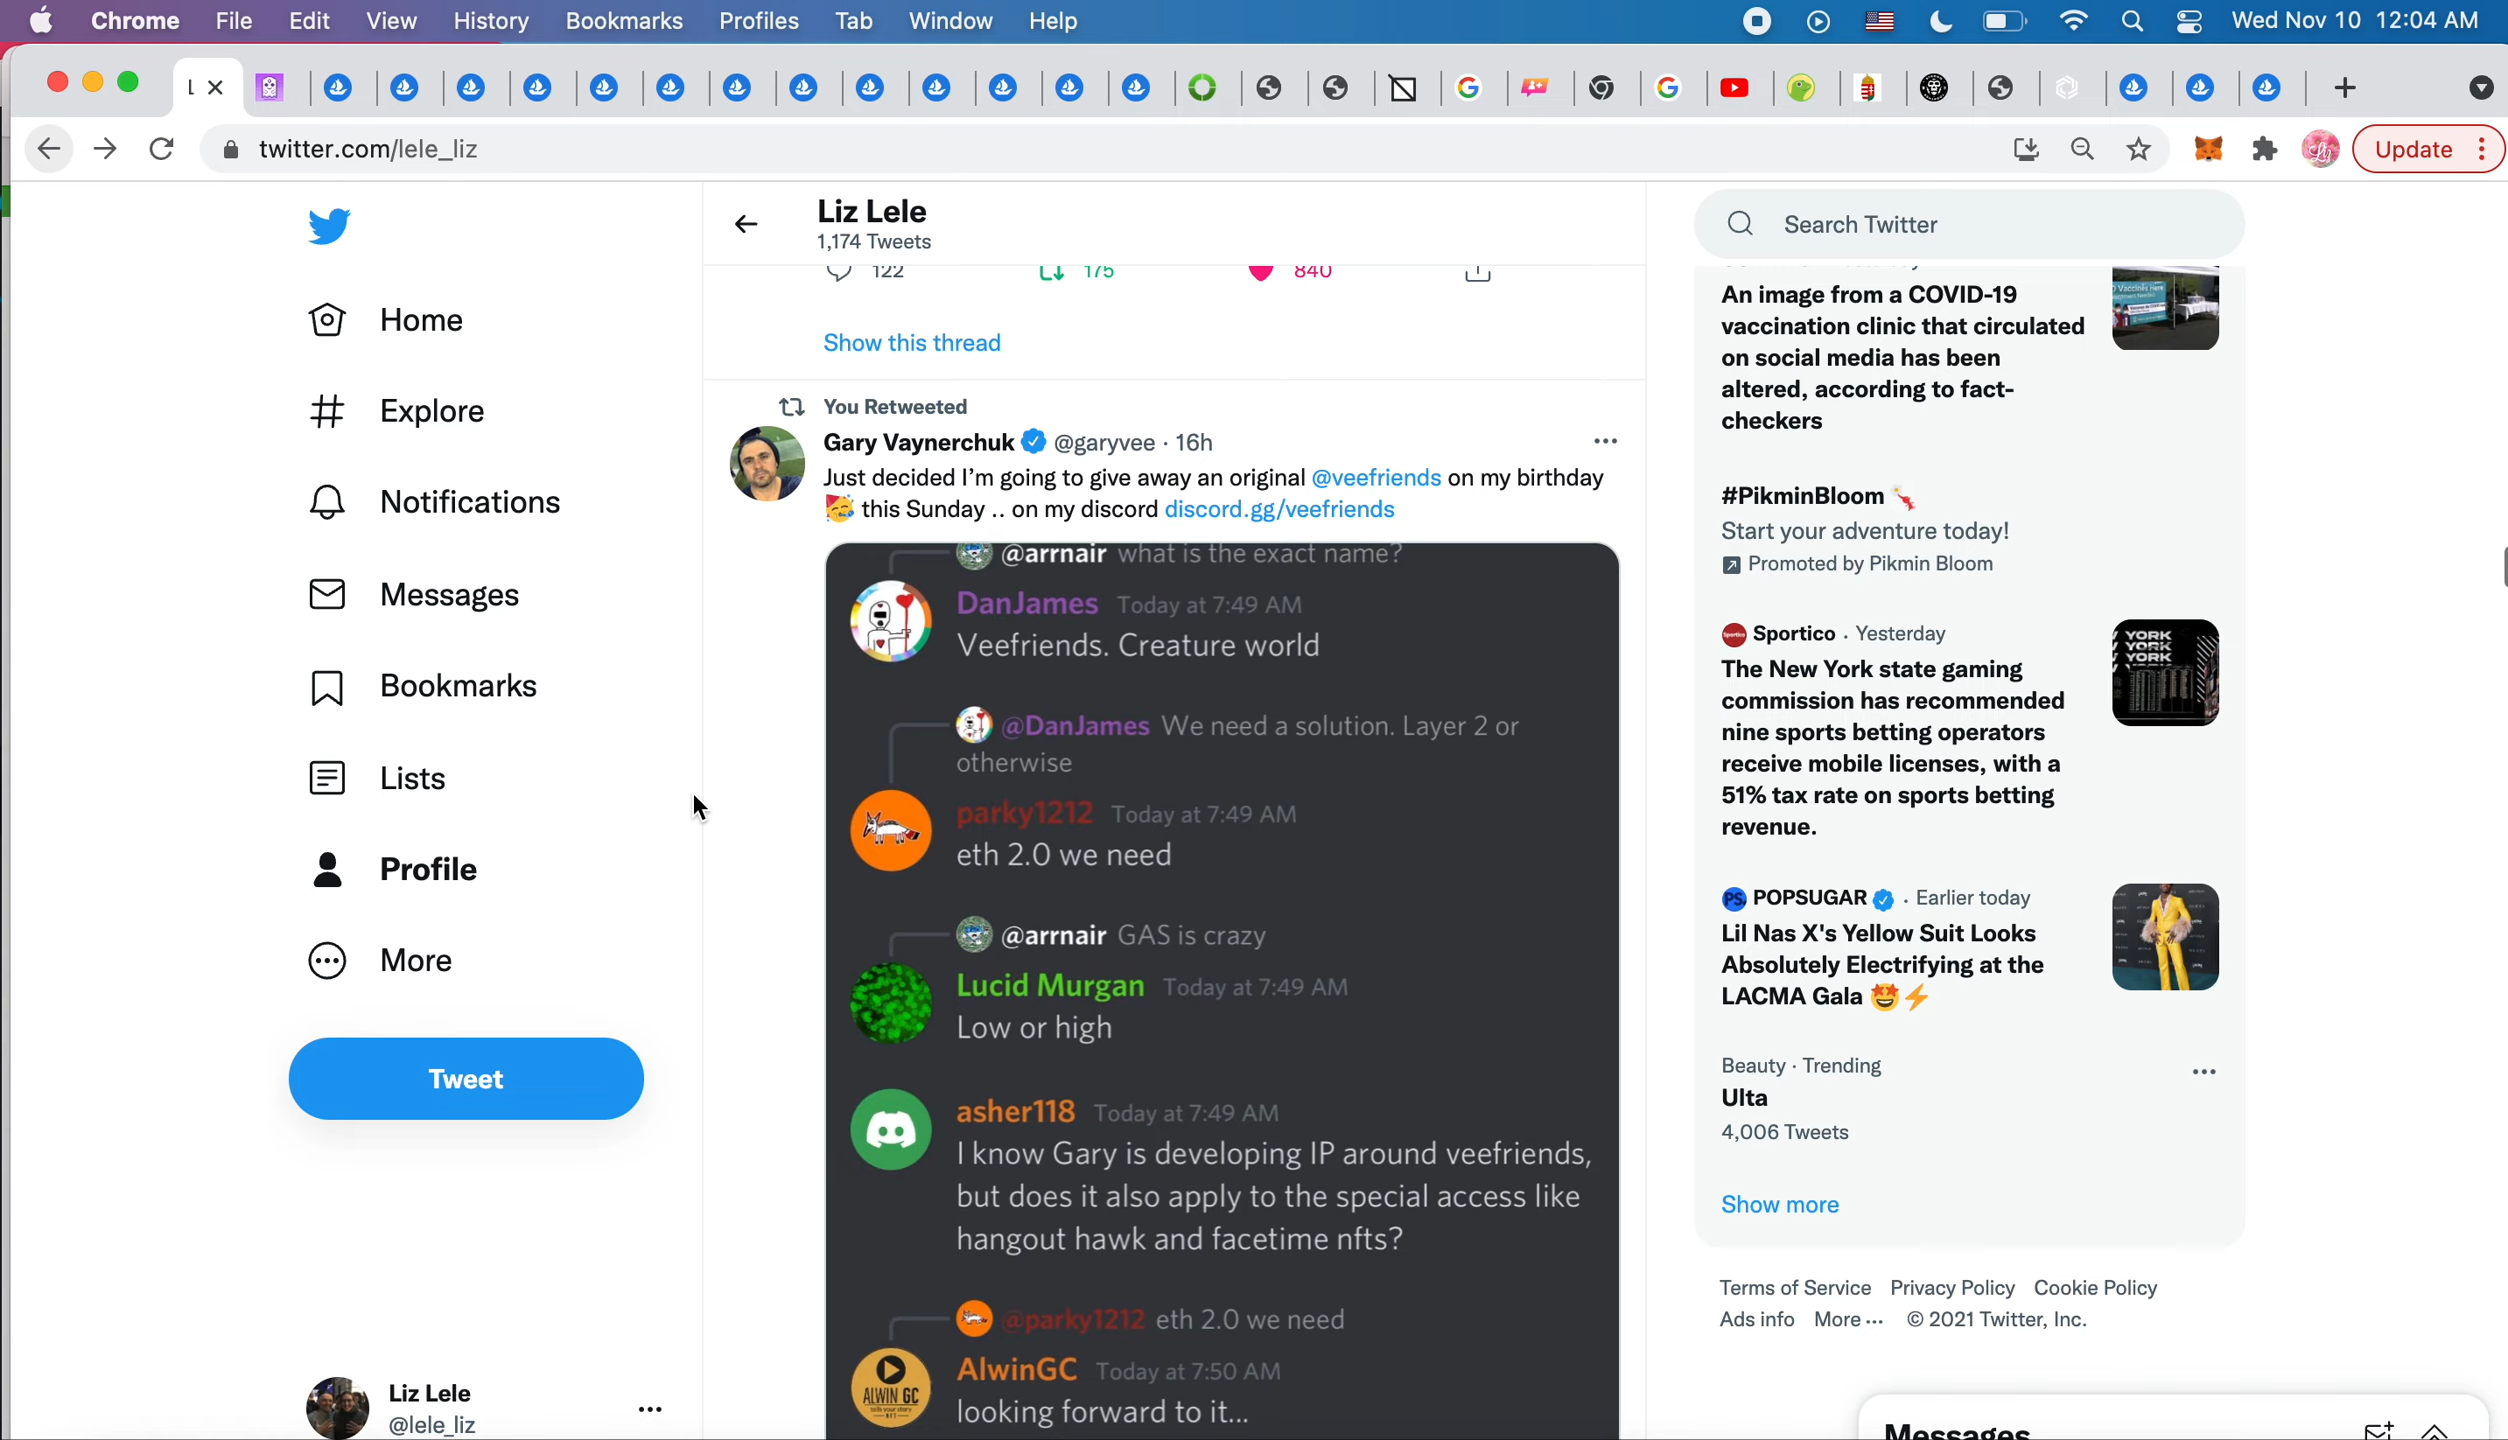 Chrome File Edit View History Bookmarks Profiles Tab Window Help Wed Nov 10 12:04 AM
L
twitter.com/lele_liz
Update
Home
Explore
Notifications
Messages
Bookmarks
Lists
Profile
More
Tweet
Liz Lele
@lele_liz
Liz Lele
1,174 Tweets
122 175 840
Show this thread
You Retweeted
Gary Vaynerchuk @garyvee · 16h
Just decided I'm going to give away an original @veefriends on my birthday
🥳 this Sunday .. on my discord discord.gg/veefriends
@arrnair what is the exact name?
DanJames Today at 7:49 AM
Veefriends. Creature world
@DanJames We need a solution. Layer 2 or
otherwise
parky1212 Today at 7:49 AM
eth 2.0 we need
@arrnair GAS is crazy
Lucid Murgan Today at 7:49 AM
Low or high
asher118 Today at 7:49 AM
I know Gary is developing IP around veefriends,
but does it also apply to the special access like
hangout hawk and facetime nfts?
@parky1212 eth 2.0 we need
ALWIN GC
AlwinGC Today at 7:50 AM
looking forward to it...
Search Twitter
An image from a COVID-19
vaccination clinic that circulated
on social media has been
altered, according to fact-
checkers
#PikminBloom
Start your adventure today!
Promoted by Pikmin Bloom
Sportico · Yesterday
The New York state gaming
commission has recommended
nine sports betting operators
receive mobile licenses, with a
51% tax rate on sports betting
revenue.
YORK
YORK
YORK
POPSUGAR · Earlier today
Lil Nas X's Yellow Suit Looks
Absolutely Electrifying at the
LACMA Gala 🤩⚡
Beauty · Trending
Ulta
4,006 Tweets
Show more
Terms of Service Privacy Policy Cookie Policy
Ads info More ··· © 2021 Twitter, Inc.
Messages